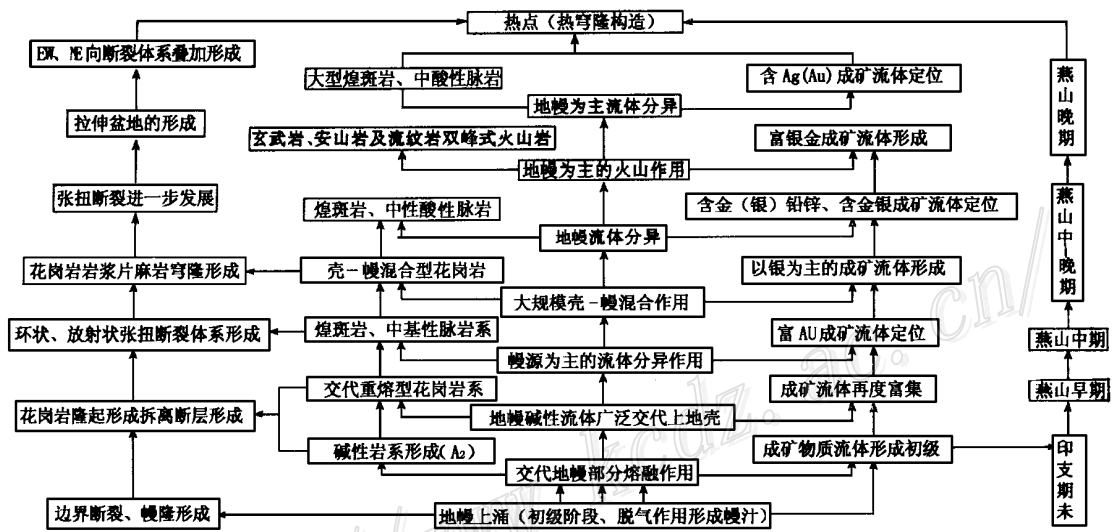 热点（热穹隆构造）
EW、NE向断裂体系叠加形成
大型煌斑岩、中酸性脉岩
含Ag(Au)成矿流体定位
燕山晚期
地幔为主流体分异
拉伸盆地的形成
玄武岩、安山岩及流纹岩双峰式火山岩
富银金成矿流体形成
地幔为主的火山作用
张扭断裂进一步发展
煌斑岩、中性酸性脉岩
含金（银）铅锌、含金银成矿流体定位
燕山中-晚期
地幔流体分异
花岗岩岩浆片麻岩穹隆形成
壳－幔混合型花岗岩
以银为主的成矿流体形成
大规模壳－幔混合作用
环状、放射状张扭断裂体系形成
煌斑岩、中基性脉岩系
富AU成矿流体定位
燕山中期
幔源为主的流体分异作用
交代重熔型花岗岩系
成矿流体再度富集
燕山早期
花岗岩隆起形成拆离断层形成
地幔碱性流体广泛交代上地壳
碱性岩系形成(A₂)
成矿物质流体形成初级
印支期末
交代地幔部分熔融作用
边界断裂、幔隆形成
地幔上涌（初级阶段、脱气作用形成幔汁）